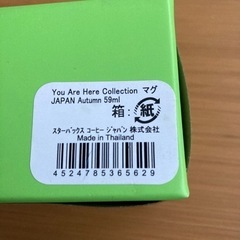 You Are Here Collection マグ
JAPAN Autumn 59ml
箱: 紙
スターバックス コーヒー ジャパン 株式会社
Made in Thailand
4524785365629